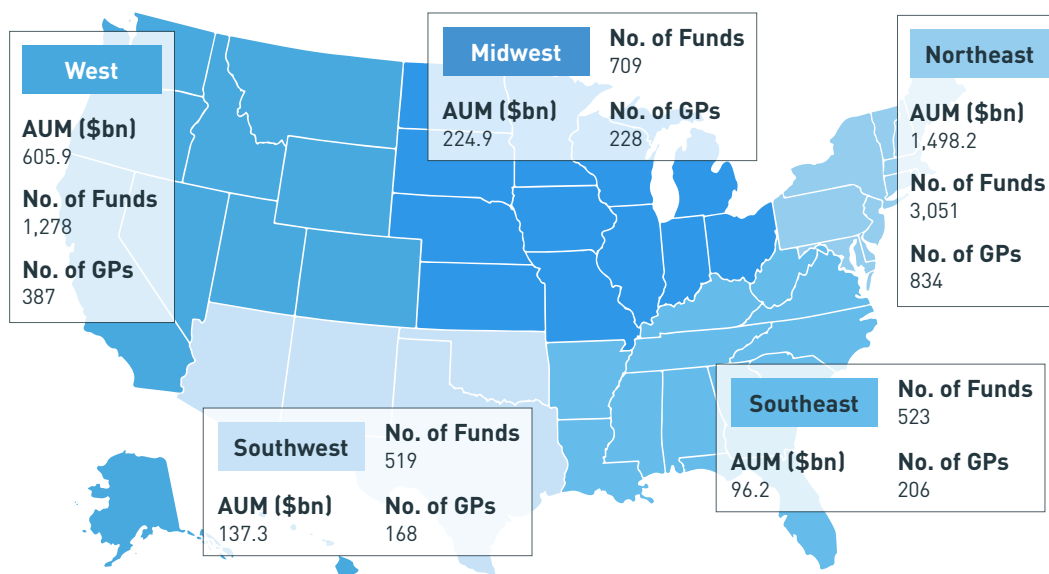 West
AUM ($bn)
605.9
No. of Funds
1,278
No. of GPs
387
Midwest
No. of Funds
709
AUM ($bn)
224.9
No. of GPs
228
Northeast
AUM ($bn)
1,498.2
No. of Funds
3,051
No. of GPs
834
Southwest
No. of Funds
519
AUM ($bn)
137.3
No. of GPs
168
Southeast
No. of Funds
523
AUM ($bn)
96.2
No. of GPs
206